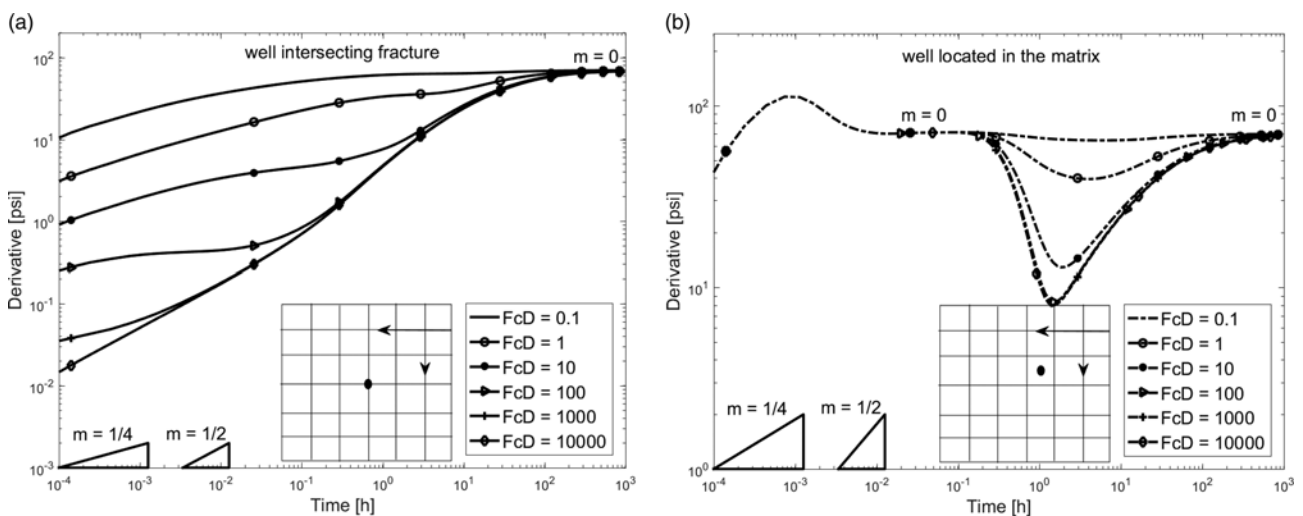 (a)
well intersecting fracture
m = 0
10^2
10^1
10^0
10^-1
10^-2
10^-3
Derivative [psi]
m = 1/4
m = 1/2
FcD = 0.1
FcD = 1
FcD = 10
FcD = 100
FcD = 1000
FcD = 10000
10^-4
10^-3
10^-2
10^-1
10^0
10^1
10^2
10^3
Time [h]
(b)
well located in the matrix
m = 0
m = 0
10^2
10^1
10^0
Derivative [psi]
m = 1/4
m = 1/2
FcD = 0.1
FcD = 1
FcD = 10
FcD = 100
FcD = 1000
FcD = 10000
10^-4
10^-3
10^-2
10^-1
10^0
10^1
10^2
10^3
Time [h]